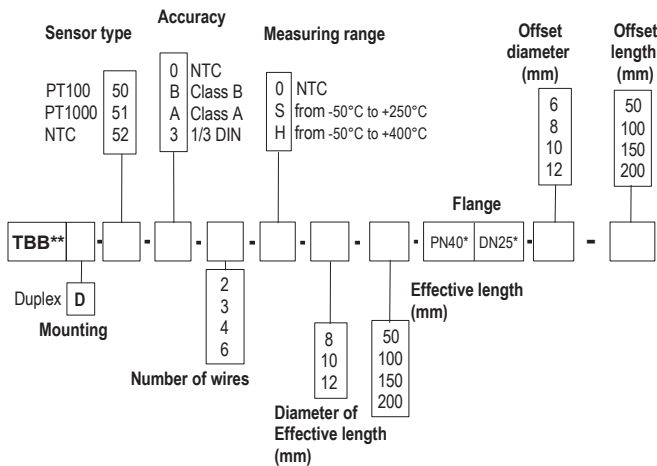 Sensor type
PT100 50
PT1000 51
NTC 52
Accuracy
0 NTC
B Class B
A Class A
3 1/3 DIN
Measuring range
0 NTC
S from -50°C to +250°C
H from -50°C to +400°C
Offset
diameter
(mm)
6
8
10
12
Offset
length
(mm)
50
100
150
200
Flange
TBB** - - - - - - - PN40* DN25* - -
Duplex D
Mounting
2
3
4
6
Number of wires
8
10
12
Diameter of
Effective length
(mm)
Effective length
(mm)
50
100
150
200